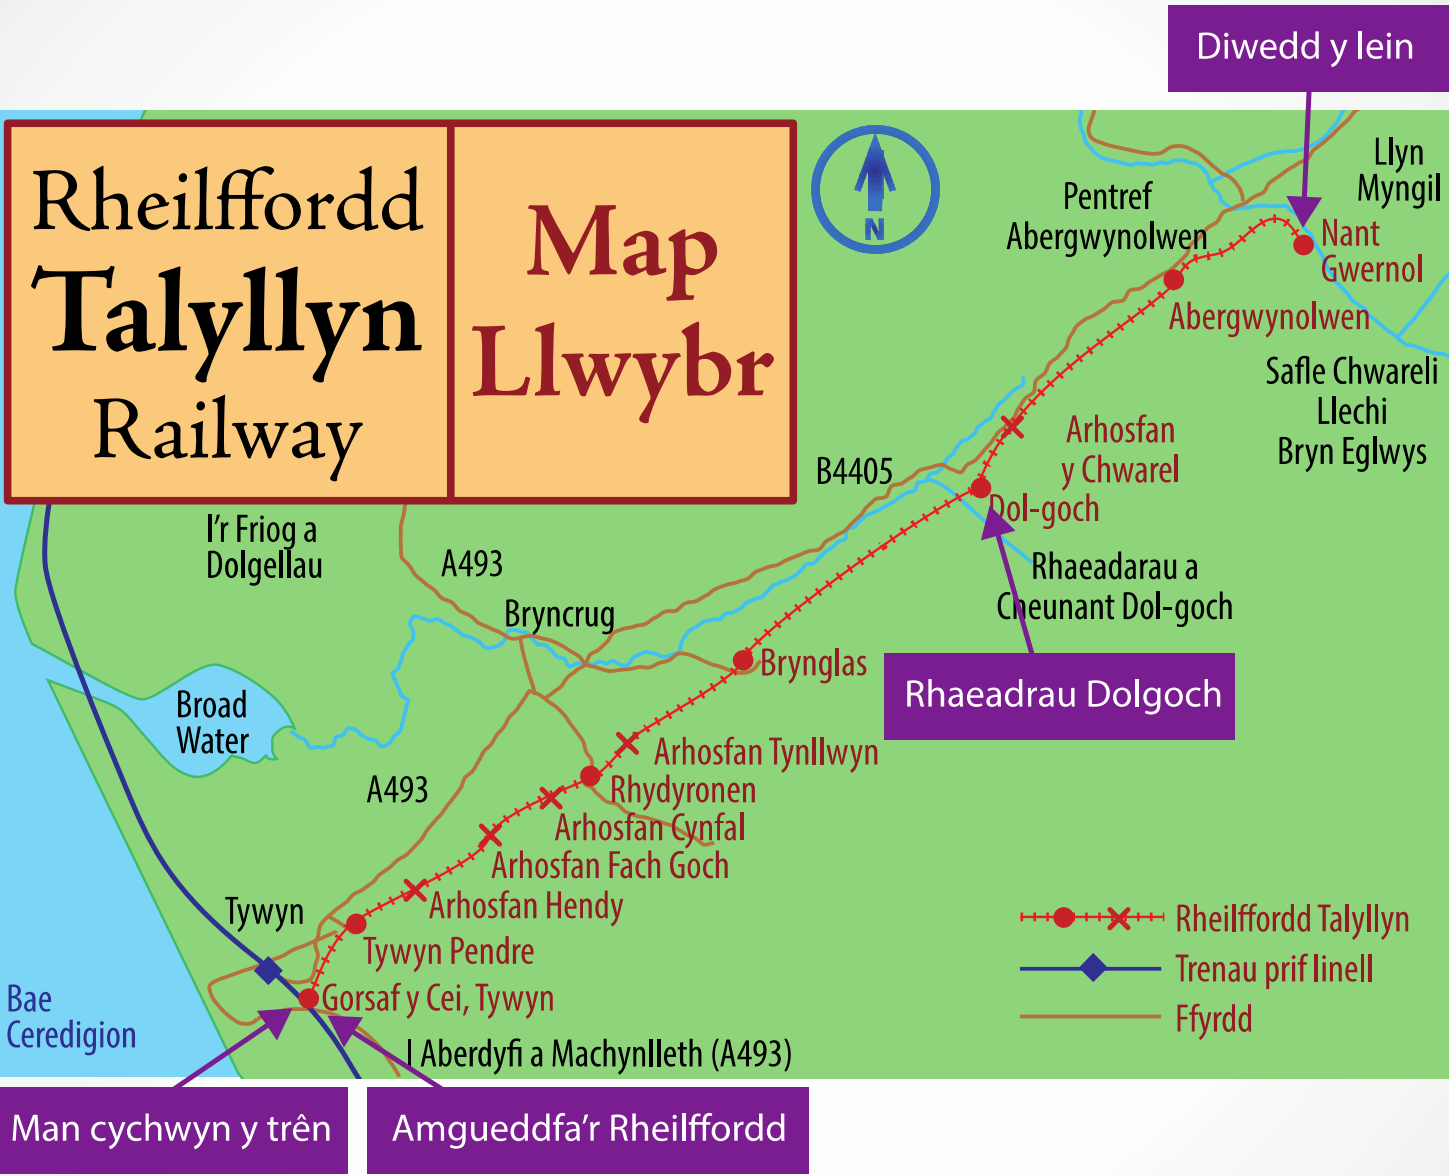 Diwedd y lein
Rheilffordd
Talyllyn
Railway
Map
Llwybr
N
Llyn
Myngil
Pentref
Abergwynolwen
Nant
Gwernol
Abergwynolwen
Safle Chwareli
Llechi
Bryn Eglwys
Arhosfan
y Chwarel
B4405
Dol-goch
I'r Friog a
Dolgellau
A493
Rhaeadarau a
Cheunant Dol-goch
Bryncrug
Brynglas
Rhaeadrau Dolgoch
Broad
Water
Arhosfan Tynllwyn
A493
Rhydyronen
Arhosfan Cynfal
Arhosfan Fach Goch
Tywyn
Arhosfan Hendy
Tywyn Pendre
Gorsaf y Cei, Tywyn
Bae
Ceredigion
I Aberdyfi a Machynlleth (A493)
Rheilffordd Talyllyn
Trenau prif linell
Ffyrdd
Man cychwyn y trên
Amgueddfa'r Rheilffordd